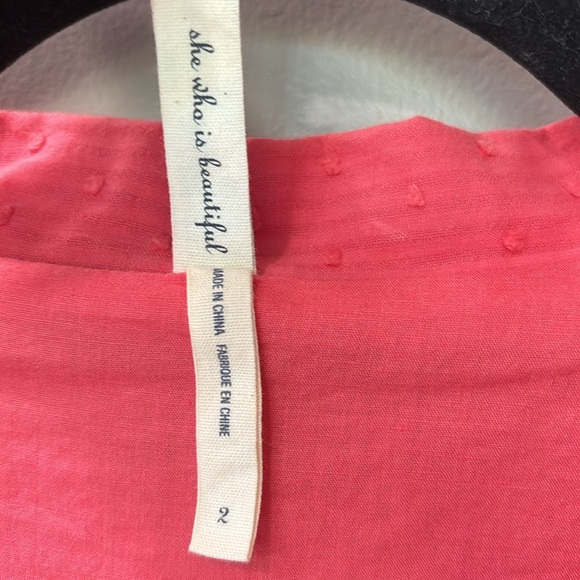 she who is beautiful
MADE IN CHINA FABRIQUE EN CHINE
2